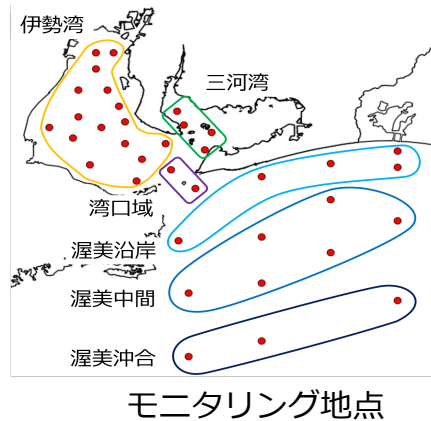 伊勢湾
三河湾
湾口域
渥美沿岸
渥美中間
渥美沖合
モニタリング地点